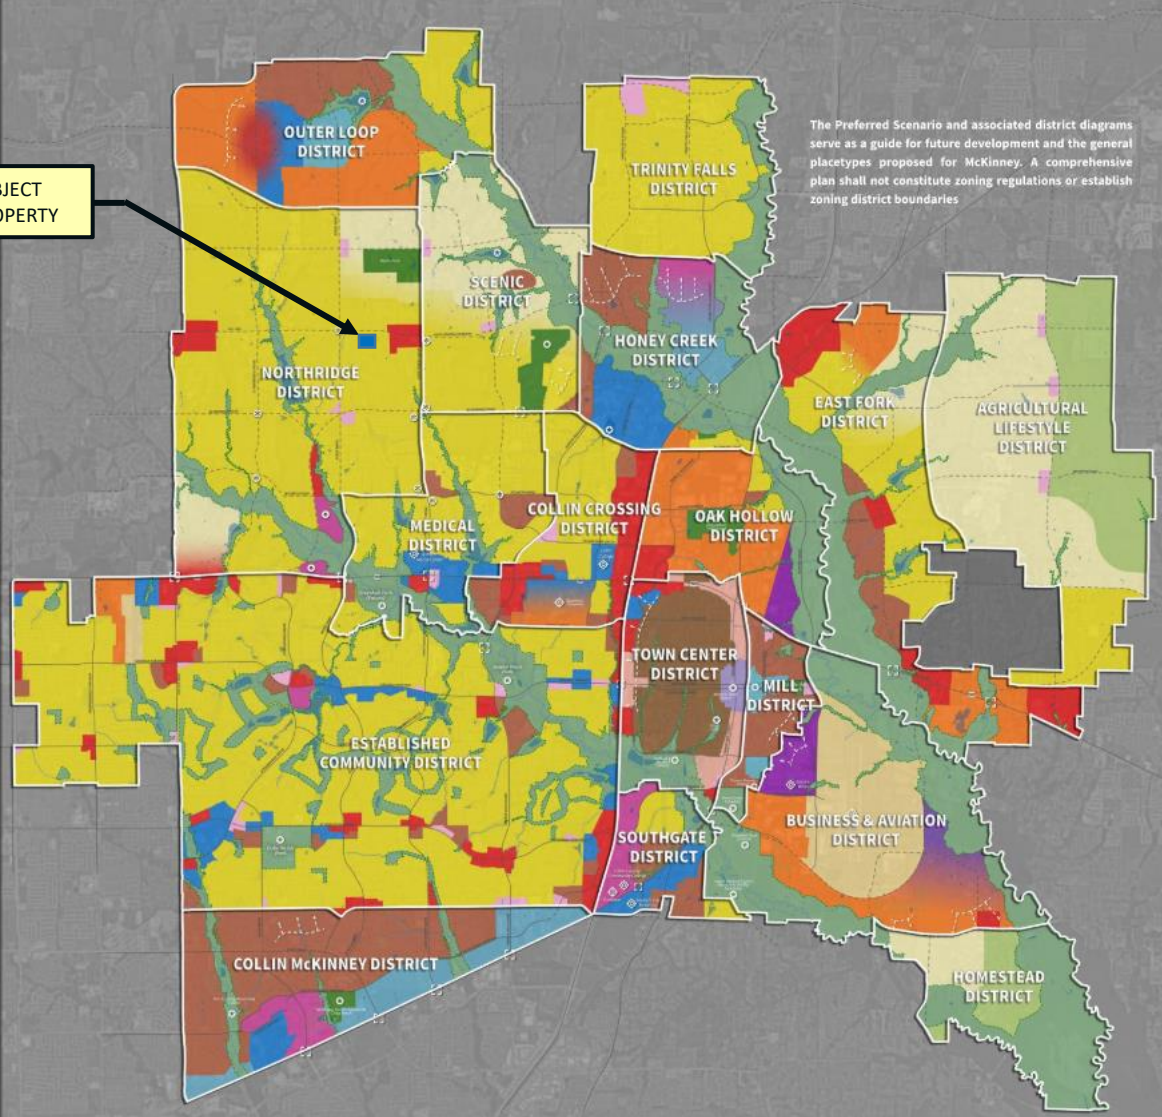 OUTER LOOP
DISTRICT
The Preferred Scenario and associated district diagrams
serve as a guide for future development and the general
placetypes proposed for McKinney. A comprehensive
plan shall not constitute zoning regulations or establish
zoning district boundaries
TRINITY FALLS
DISTRICT
BJECT
OPERTY
SCENIC
DISTRICT
HONEY CREEK
DISTRICT
NORTHRIDGE
DISTRICT
EAST FORK
DISTRICT
AGRICULTURAL
LIFESTYLE
DISTRICT
MEDICAL
DISTRICT
COLLIN CROSSING
DISTRICT
OAK HOLLOW
DISTRICT
TOWN CENTER
DISTRICT
MILL
DISTRICT
ESTABLISHED
COMMUNITY DISTRICT
SOUTHGATE
DISTRICT
BUSINESS & AVIATION
DISTRICT
COLLIN McKINNEY DISTRICT
HOMESTEAD
DISTRICT